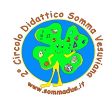 2° Circolo Didattico Somma Vesuviana
www.sommadue.it